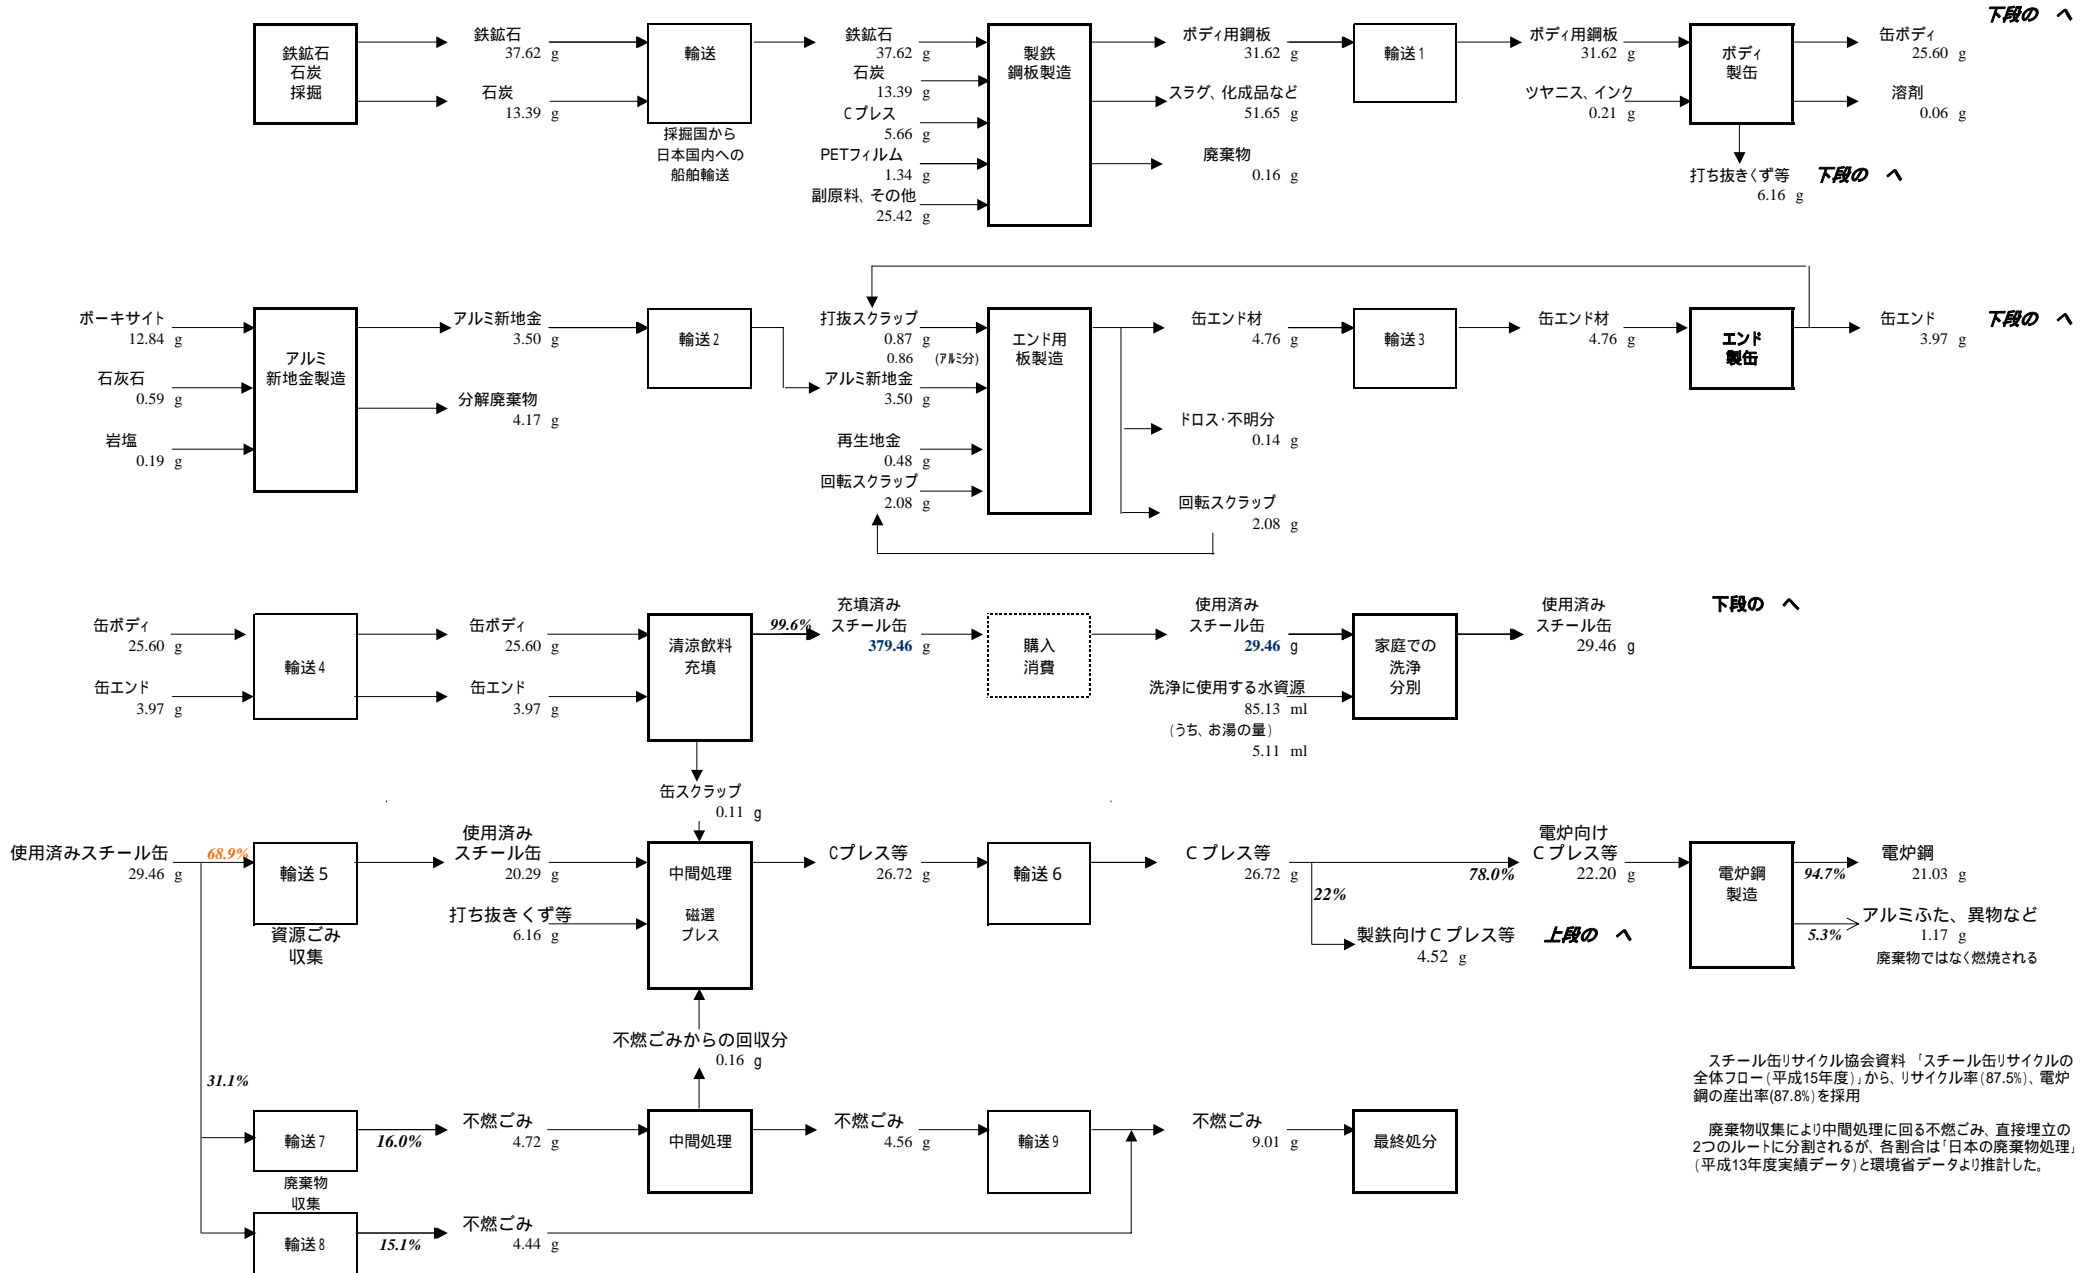 下段の　へ
鉄鉱石
石炭
採掘
鉄鉱石
37.62 g
石炭
13.39 g
輸送
採掘国から
日本国内への
船舶輸送
鉄鉱石
37.62 g
石炭
13.39 g
Cプレス
5.66 g
PETフィルム
1.34 g
副原料、その他
25.42 g
製鉄
鋼板製造
ボディ用鋼板
31.62 g
スラグ、化成品など
51.65 g
廃棄物
0.16 g
輸送1
ボディ用鋼板
31.62 g
ツヤニス、インク
0.21 g
ボディ
製缶
缶ボディ
25.60 g
溶剤
0.06 g
打ち抜きくず等
6.16 g
下段の　へ
ボーキサイト
12.84 g
石灰石
0.59 g
岩塩
0.19 g
アルミ
新地金製造
アルミ新地金
3.50 g
分解廃棄物
4.17 g
輸送2
打抜スクラップ
0.87 g
0.86 (アルミ分)
アルミ新地金
3.50 g
再生地金
0.48 g
回転スクラップ
2.08 g
エンド用
板製造
缶エンド材
4.76 g
ドロス・不明分
0.14 g
回転スクラップ
2.08 g
輸送3
缶エンド材
4.76 g
エンド
製缶
缶エンド
3.97 g
下段の　へ
缶ボディ
25.60 g
缶エンド
3.97 g
輸送4
缶ボディ
25.60 g
缶エンド
3.97 g
清涼飲料
充填
99.6%
充填済み
スチール缶
379.46 g
購入
消費
使用済み
スチール缶
29.46 g
洗浄に使用する水資源
85.13 ml
(うち、お湯の量)
5.11 ml
家庭での
洗浄
分別
使用済み
スチール缶
29.46 g
下段の　へ
缶スクラップ
0.11 g
使用済みスチール缶
29.46 g
68.9%
輸送5
資源ごみ
収集
使用済み
スチール缶
20.29 g
打ち抜きくず等
6.16 g
中間処理
磁選
プレス
Cプレス等
26.72 g
輸送6
Cプレス等
26.72 g
22%
78.0%
電炉向け
Cプレス等
22.20 g
製鉄向けCプレス等
4.52 g
上段の　へ
電炉鋼
製造
94.7%
電炉鋼
21.03 g
5.3%
アルミふた、異物など
1.17 g
廃棄物ではなく燃焼される
不燃ごみからの回収分
0.16 g
31.1%
輸送7
廃棄物
収集
16.0%
不燃ごみ
4.72 g
中間処理
不燃ごみ
4.56 g
輸送9
不燃ごみ
9.01 g
最終処分
輸送8
15.1%
不燃ごみ
4.44 g
スチール缶リサイクル協会資料「スチール缶リサイクルの
全体フロー(平成15年度)」から、リサイクル率(87.5%)、電炉
鋼の産出率(87.8%)を採用
廃棄物収集により中間処理に回る不燃ごみ、直接埋立の
2つのルートに分割されるが、各割合は「日本の廃棄物処理」
(平成13年度実績データ)と環境省データより推計した。